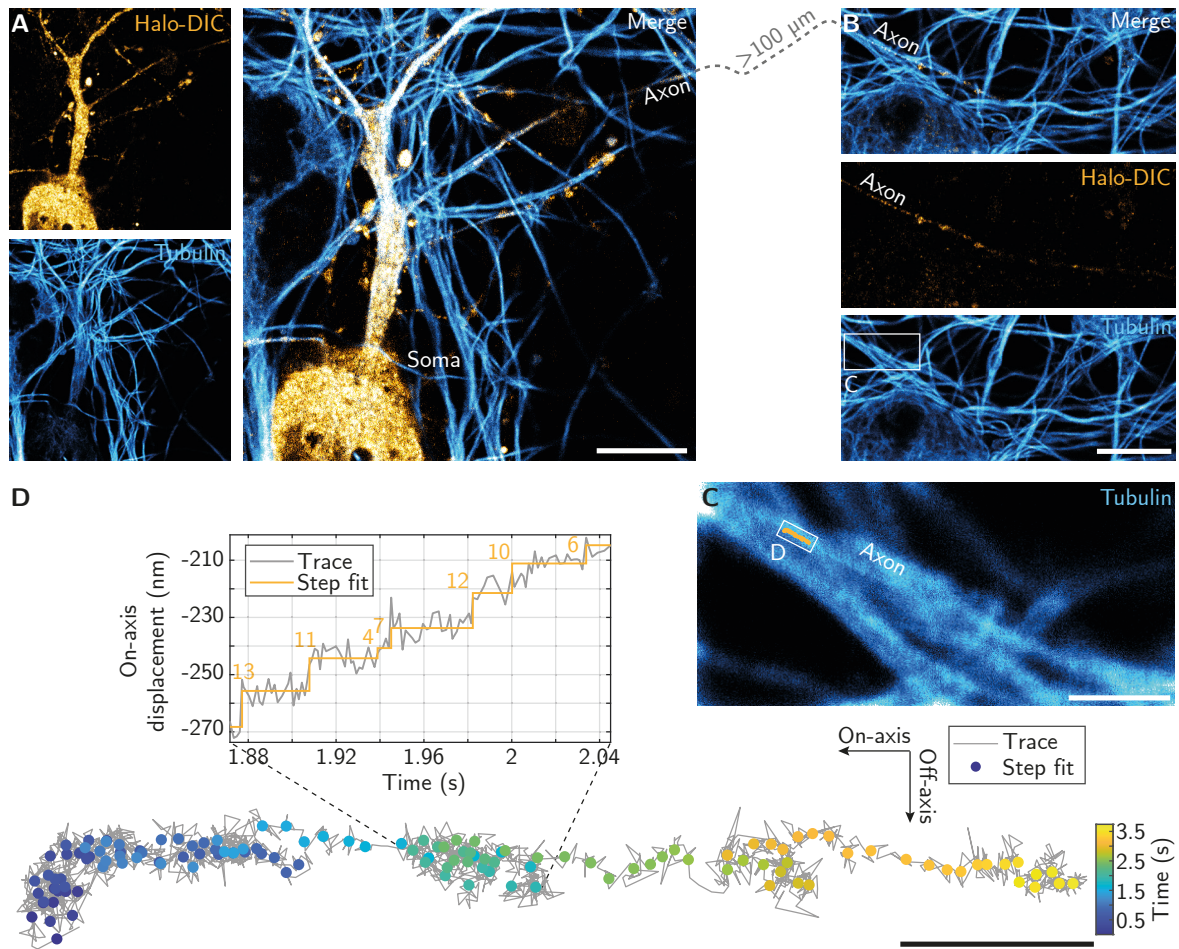 A
Halo-DIC
Tubulin
Merge
Axon
Soma
>100 µm
B
Merge
Axon
Halo-DIC
Axon
Tubulin
C
D
On-axis
displacement (nm)
-210
-230
-250
-270
Trace
Step fit
13
11
4
7
12
10
6
1.88
1.92
1.96
2
2.04
Time (s)
C
Tubulin
D
Axon
On-axis
Off-axis
Trace
Step fit
3.5
2.5
1.5
0.5
Time (s)